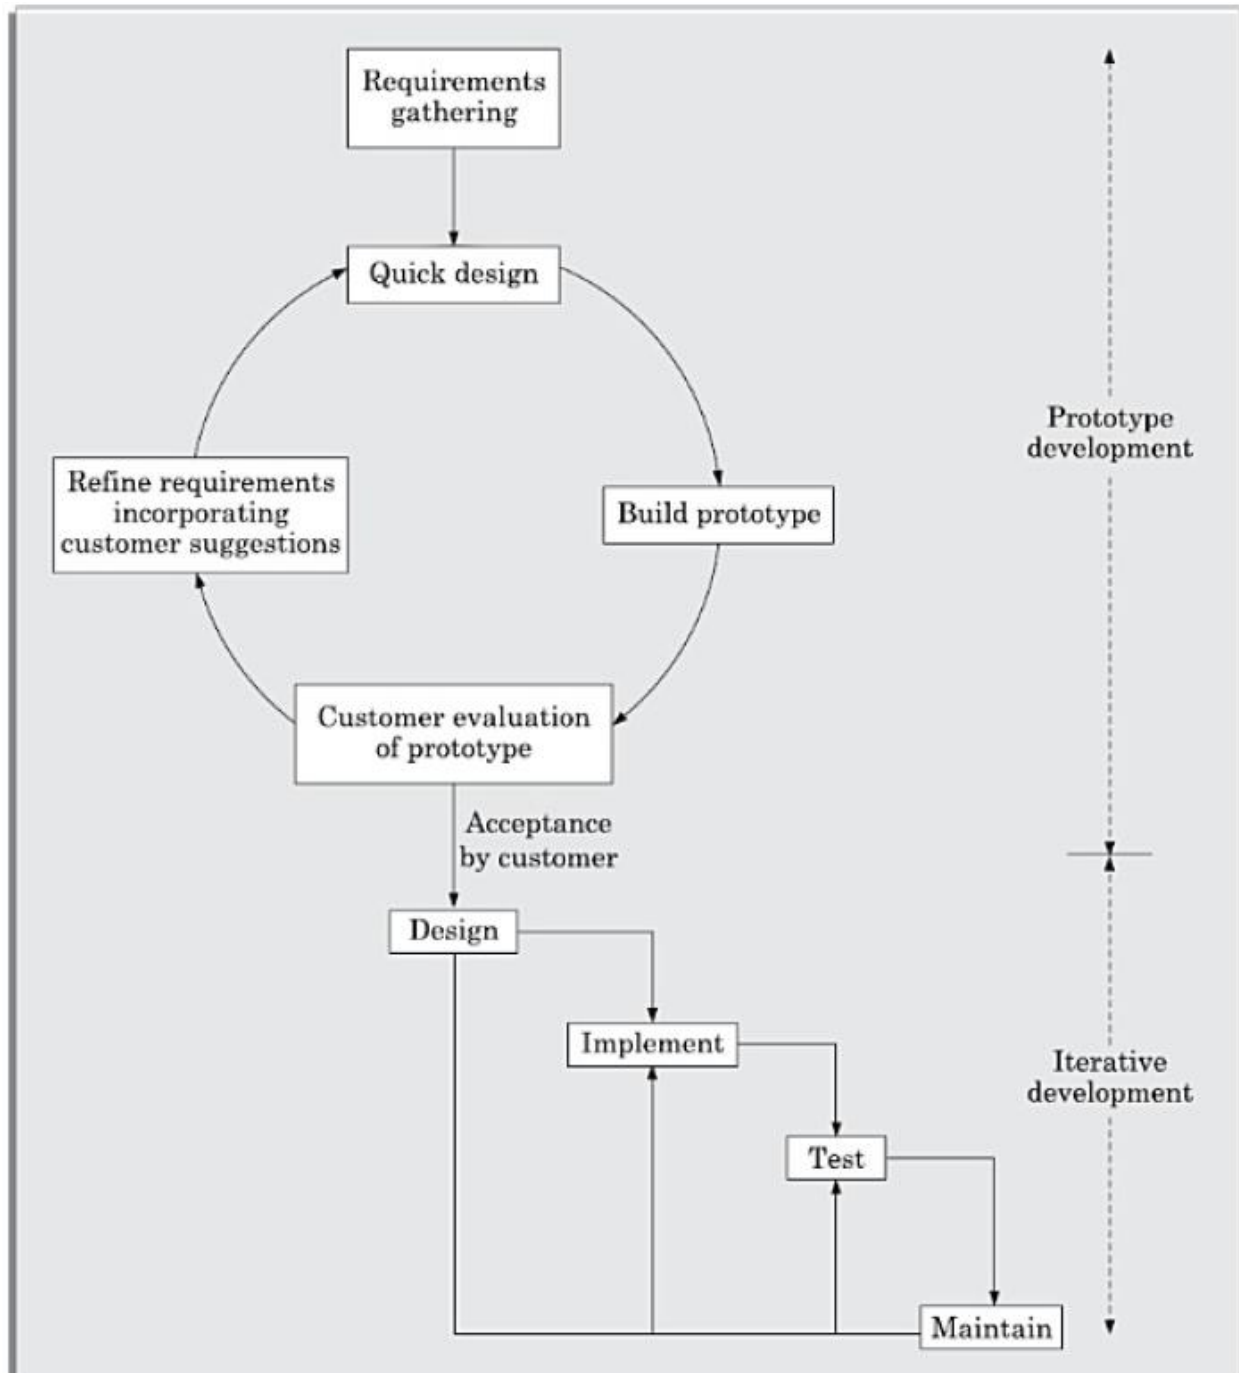 Requirements
gathering
Quick design
Prototype
development
Refine requirements
incorporating
customer suggestions
Build prototype
Customer evaluation
of prototype
Acceptance
by customer
Design
Implement
Iterative
development
Test
Maintain